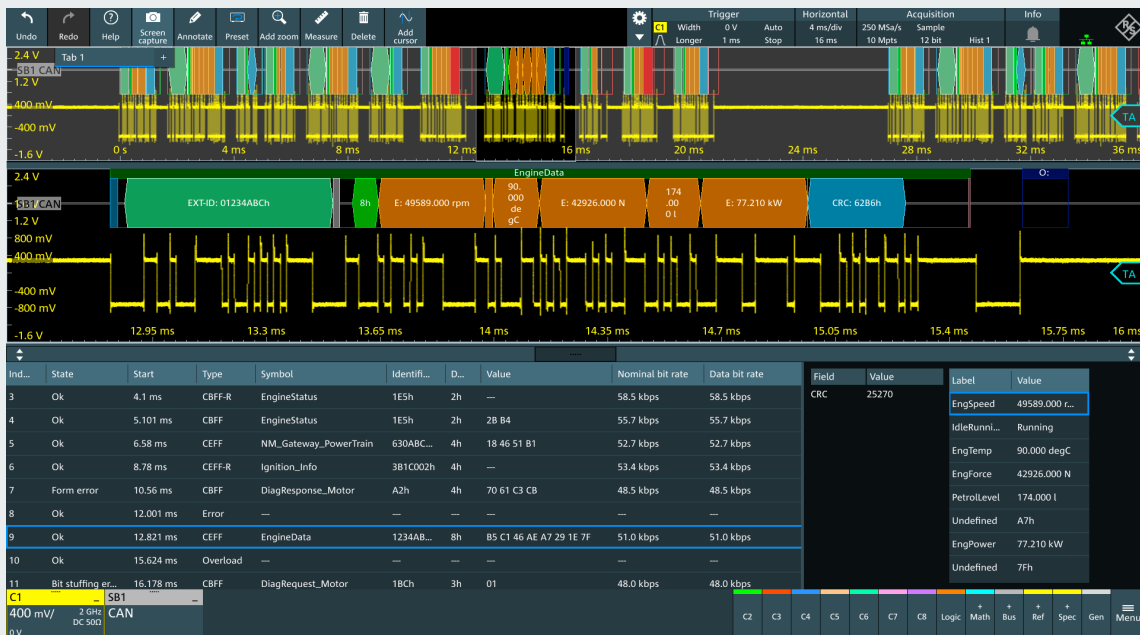 Trigger Horizontal Acquisition Info
Undo Redo Help Screen capture Annotate Preset Add zoom Measure Delete Add cursor
C1 Width 0 V Auto 4 ms/div 250 MSa/s Sample
Longer 1 ms Stop 16 ms 10 Mpts 12 bit Hist 1
2.4 V Tab 1 +
SB1 CAN
1.2 V
400 mV
TA
-400 mV
-1.6 V 0 s 4 ms 8 ms 12 ms 16 ms 20 ms 24 ms 28 ms 32 ms 36 ms
2.4 V EngineData O:
SB1 CAN EXT-ID: 01234ABCh 8h E: 49589.000 rpm 90.000 degC E: 42926.000 N 174.000 l E: 77.210 kW CRC: 62B6h
1.2 V
800 mV
400 mV
TA
-400 mV
-800 mV
-1.6 V 12.95 ms 13.3 ms 13.65 ms 14 ms 14.35 ms 14.7 ms 15.05 ms 15.4 ms 15.75 ms 16 ms
Ind... State Start Type Symbol Identifi... D... Value Nominal bit rate Data bit rate
3 Ok 4.1 ms CBFF-R EngineStatus 1E5h 2h --- 58.5 kbps 58.5 kbps
4 Ok 5.101 ms CBFF EngineStatus 1E5h 2h 2B B4 55.7 kbps 55.7 kbps
5 Ok 6.58 ms CEFF NM_Gateway_PowerTrain 630ABC... 4h 18 46 51 B1 52.7 kbps 52.7 kbps
6 Ok 8.78 ms CEFF-R Ignition_Info 3B1C002h 4h --- 53.4 kbps 53.4 kbps
7 Form error 10.56 ms CBFF DiagResponse_Motor A2h 4h 70 61 C3 CB 48.5 kbps 48.5 kbps
8 Ok 12.001 ms Error --- --- --- --- --- ---
9 Ok 12.821 ms CEFF EngineData 1234AB... 8h B5 C1 46 AE A7 29 1E 7F 51.0 kbps 51.0 kbps
10 Ok 15.624 ms Overload --- --- --- --- --- ---
11 Bit stuffing er... 16.178 ms CBFF DiagRequest_Motor 1BCh 3h 01 48.0 kbps 48.0 kbps
Field Value
CRC 25270
Label Value
EngSpeed 49589.000 r...
IdleRunni... Running
EngTemp 90.000 degC
EngForce 42926.000 N
PetrolLevel 174.000 l
Undefined A7h
EngPower 77.210 kW
Undefined 7Fh
C1 SB1
400 mV/ 2 GHz CAN
DC 50Ω
0 V
C2 C3 C4 C5 C6 C7 C8 Logic + Math + Bus + Ref + Spec Gen Menu